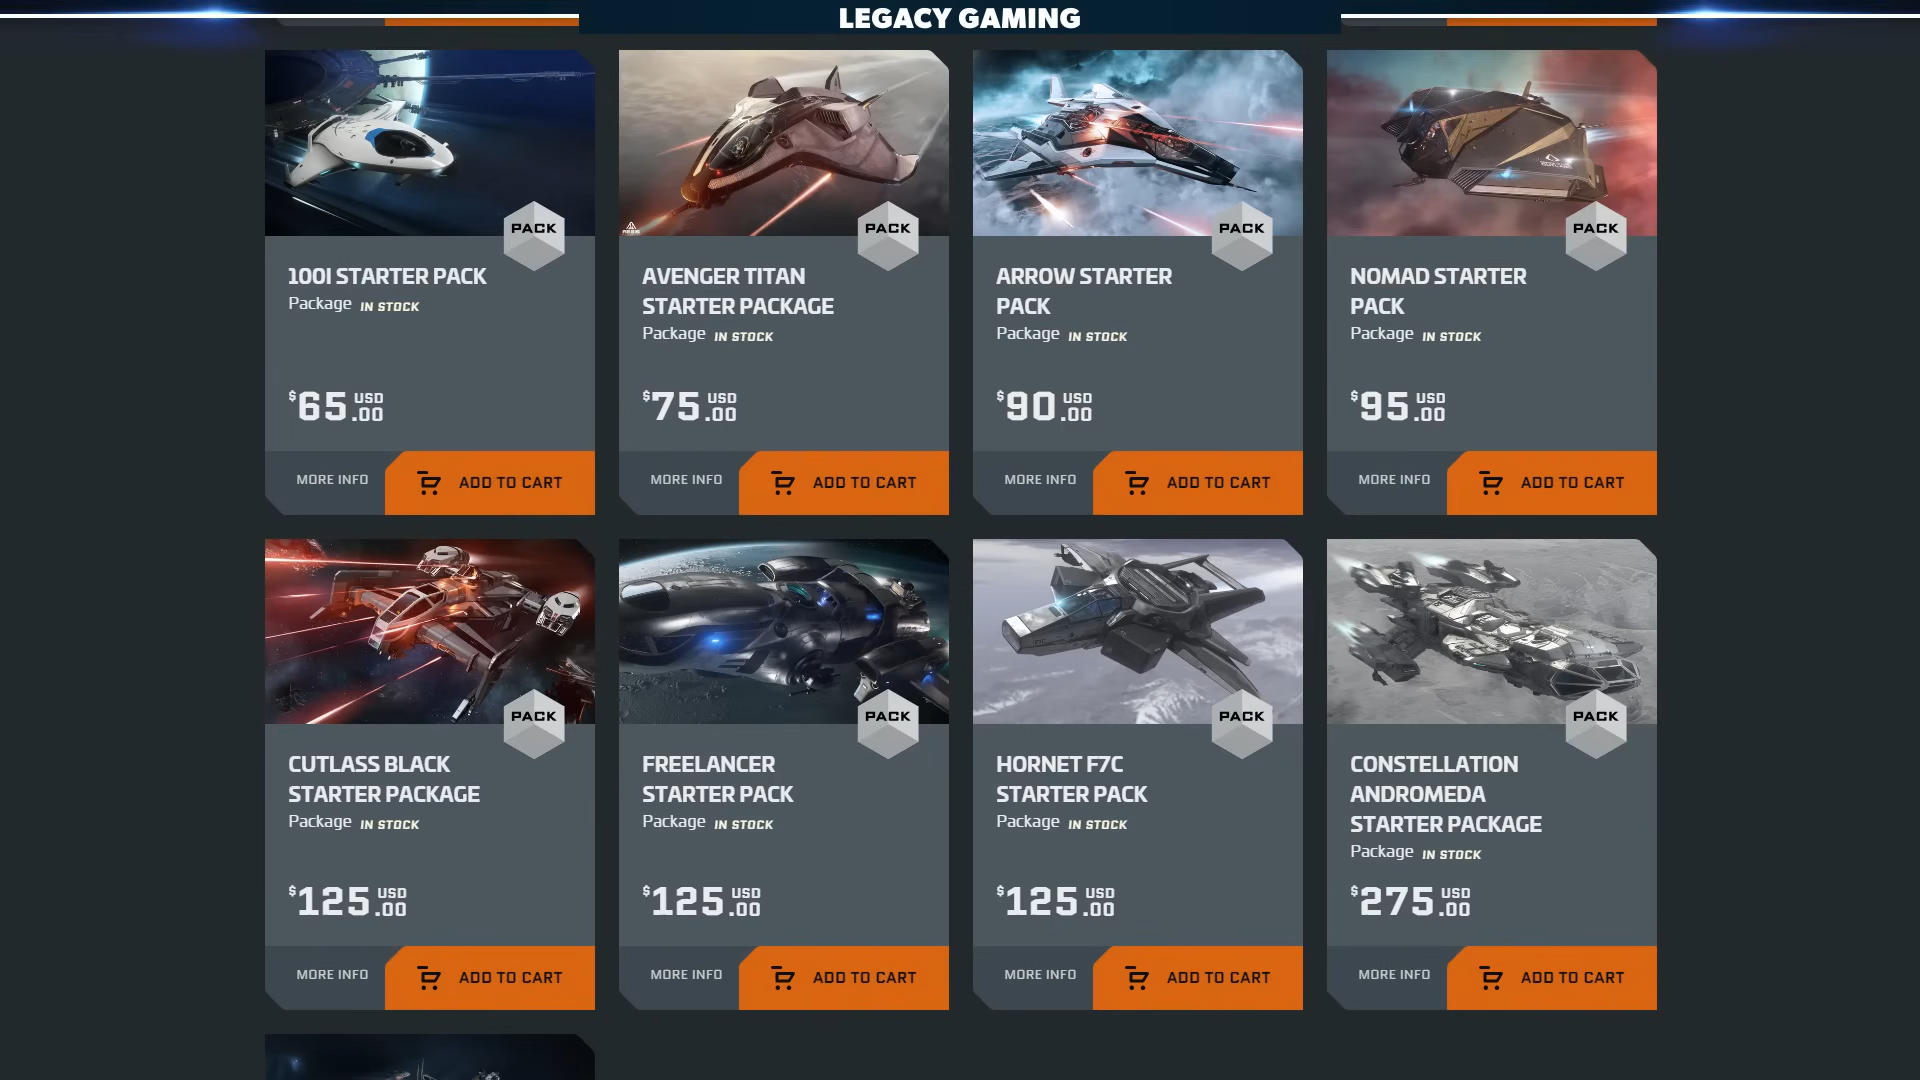 LEGACY GAMING
PACK
100I STARTER PACK
Package IN STOCK
$65 USD .00
MORE INFO
ADD TO CART
PACK
AVENGER TITAN
STARTER PACKAGE
Package IN STOCK
$75 USD .00
MORE INFO
ADD TO CART
PACK
ARROW STARTER
PACK
Package IN STOCK
$90 USD .00
MORE INFO
ADD TO CART
PACK
NOMAD STARTER
PACK
Package IN STOCK
$95 USD .00
MORE INFO
ADD TO CART
PACK
CUTLASS BLACK
STARTER PACKAGE
Package IN STOCK
$125 USD .00
MORE INFO
ADD TO CART
PACK
FREELANCER
STARTER PACK
Package IN STOCK
$125 USD .00
MORE INFO
ADD TO CART
PACK
HORNET F7C
STARTER PACK
Package IN STOCK
$125 USD .00
MORE INFO
ADD TO CART
PACK
CONSTELLATION
ANDROMEDA
STARTER PACKAGE
Package IN STOCK
$275 USD .00
MORE INFO
ADD TO CART